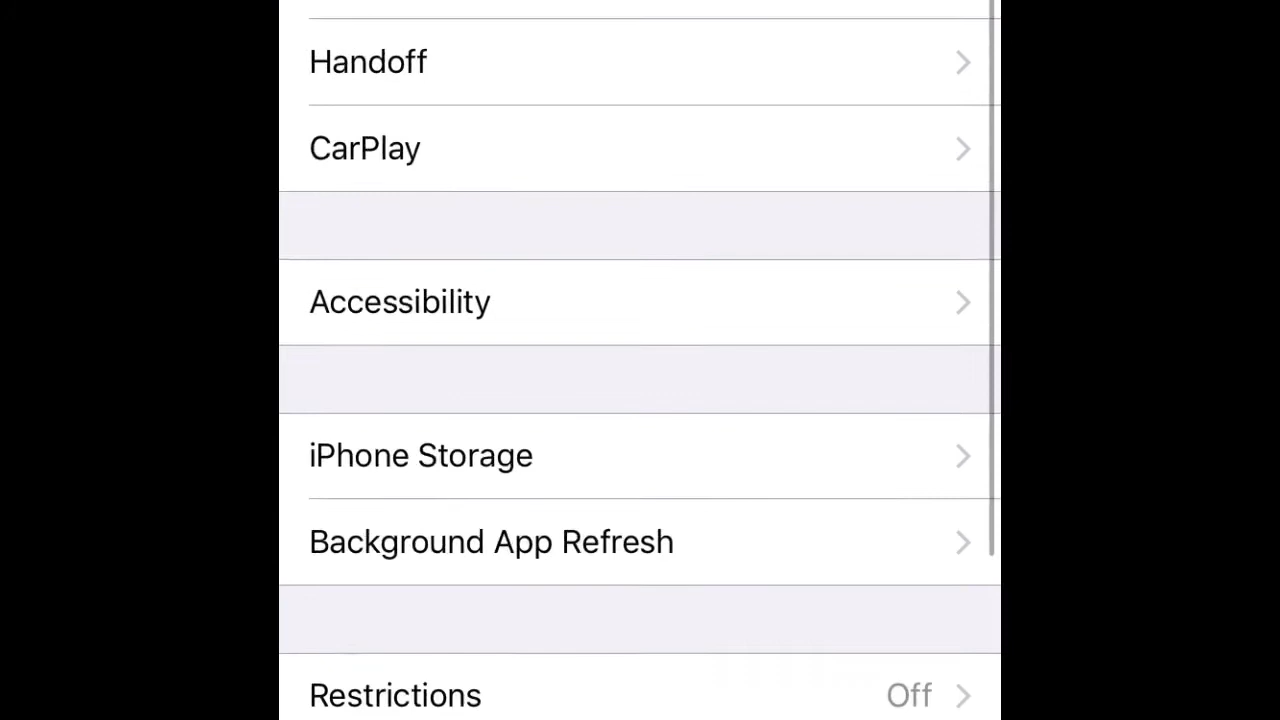 Handoff
CarPlay
Accessibility
iPhone Storage
Background App Refresh
Restrictions Off